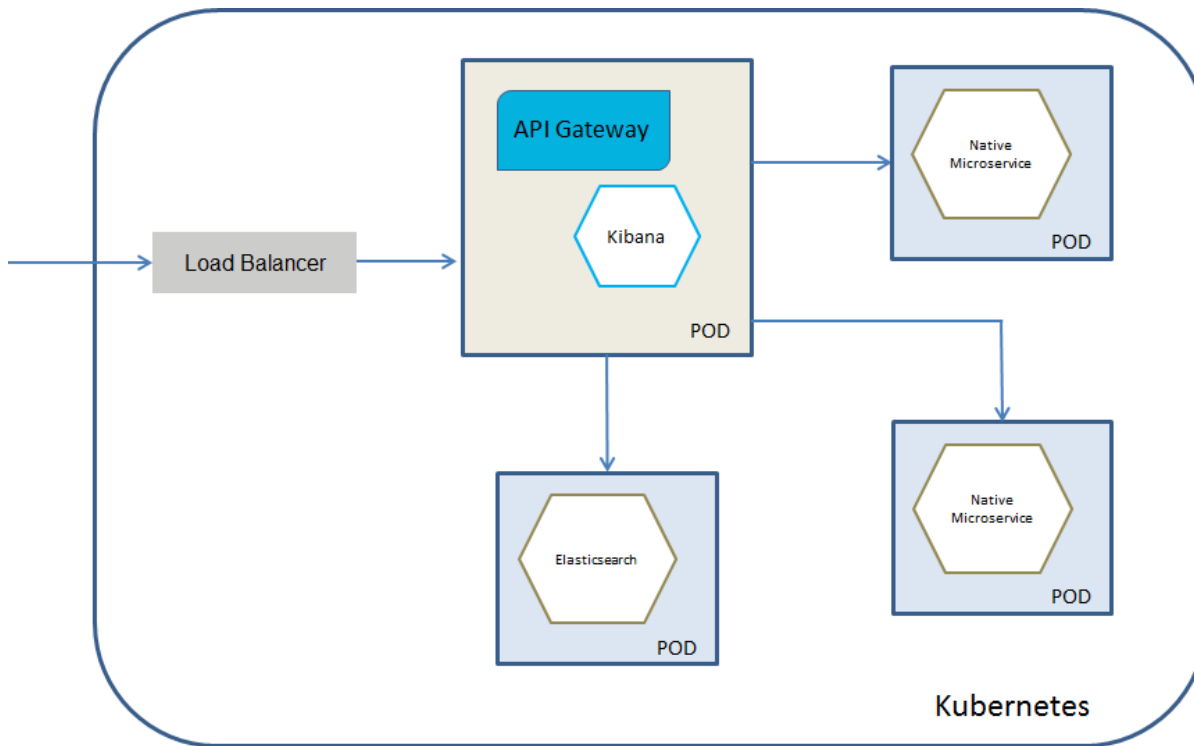 API Gateway
Kibana
POD
Load Balancer
Native
Microservice
POD
Native
Microservice
POD
Elasticsearch
POD
Kubernetes